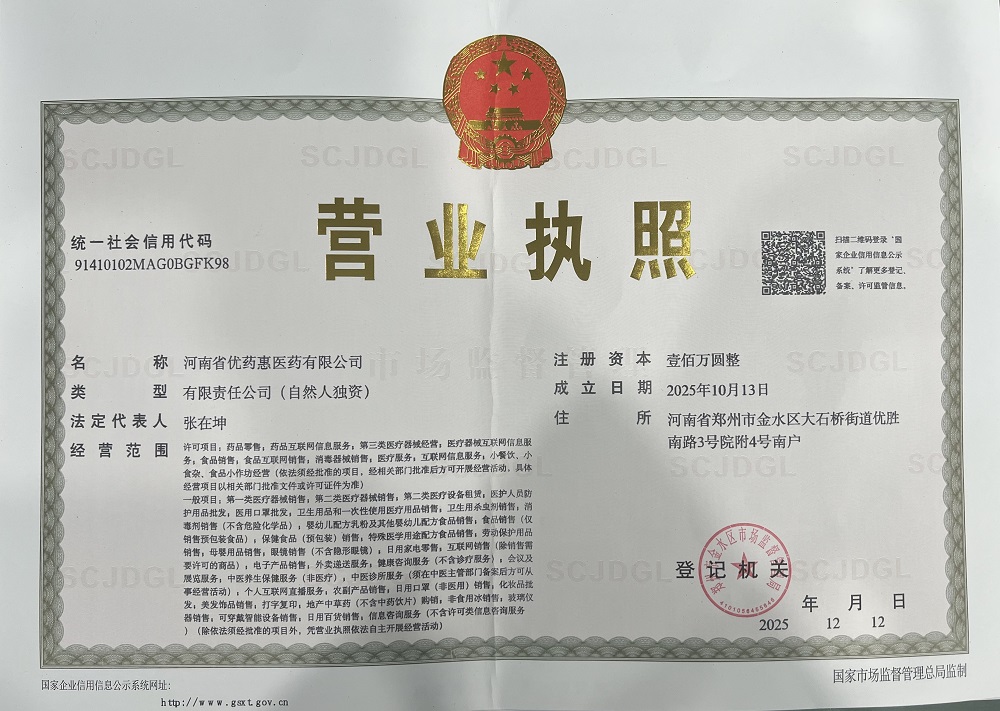 营业执照
统一社会信用代码
91410102MAG0BGFK98
扫描二维码登录‘国
家企业信用信息公示
系统’了解更多登记、
备案、许可监管信息。
名称 河南省优药惠医药有限公司
类型 有限责任公司（自然人独资）
法定代表人 张在坤
经营范围 许可项目：药品零售；药品互联网信息服务；第三类医疗器械经营；医疗器械互联网信息服
务；食品销售；食品互联网销售；消毒器械销售；医疗服务；互联网信息服务；小餐饮、小
食杂、食品小作坊经营（依法须经批准的项目，经相关部门批准后方可开展经营活动，具体
经营项目以相关部门批准文件或许可证件为准）
一般项目：第一类医疗器械销售；第二类医疗器械销售；第二类医疗设备租赁；医护人员防
护用品批发；医用口罩批发；卫生用品和一次性使用医疗用品销售；卫生用杀虫剂销售；消
毒剂销售（不含危险化学品）；婴幼儿配方乳粉及其他婴幼儿配方食品销售；食品销售（仅
销售预包装食品）；保健食品（预包装）销售；特殊医学用途配方食品销售；劳动保护用品
销售；母婴用品销售；眼镜销售（不含隐形眼镜）；日用家电零售；互联网销售（除销售需
要许可的商品）；电子产品销售；外卖递送服务；健康咨询服务（不含诊疗服务）；会议及
展览服务；中医养生保健服务（非医疗）；中医诊所服务（须在中医主管部门备案后方可从
事经营活动）；个人互联网直播服务；农副产品销售；日用口罩（非医用）销售；化妆品批
发；美发饰品销售；打字复印；地产中草药（不含中药饮片）购销；非食用冰销售；玻璃仪
器销售；可穿戴智能设备销售；日用百货销售；信息咨询服务（不含许可类信息咨询服务
）（除依法须经批准的项目外，凭营业执照依法自主开展经营活动）
注册资本 壹佰万圆整
成立日期 2025年10月13日
住所 河南省郑州市金水区大石桥街道优胜
南路3号院附4号南户
登记机关
年 月 日
2025 12 12
国家企业信用信息公示系统网址：
http://www.gsxt.gov.cn
国家市场监督管理总局监制